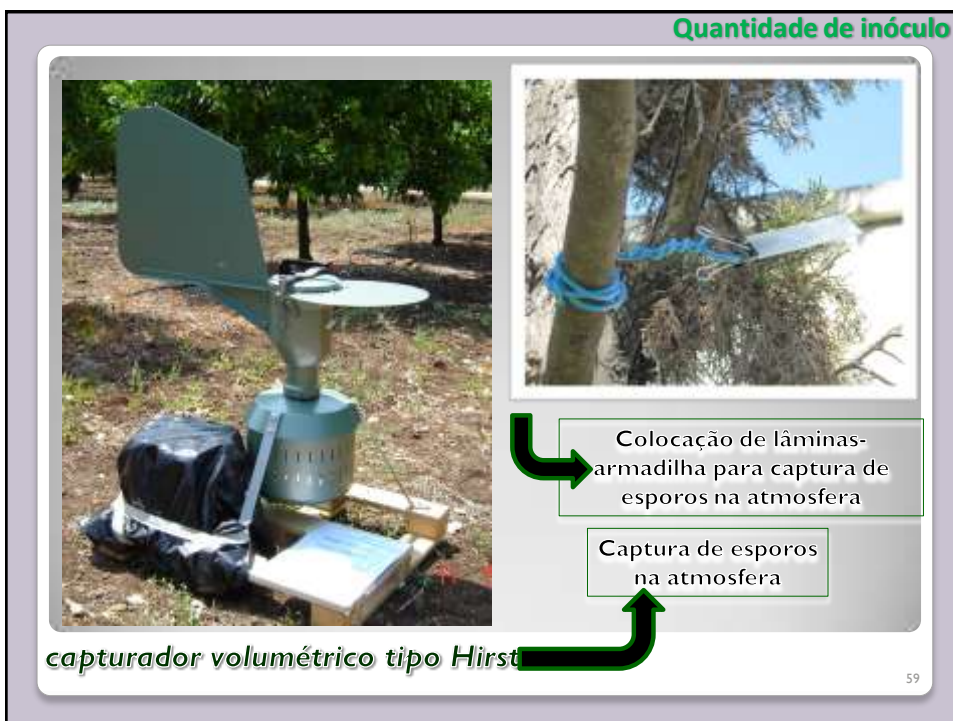 Quantidade de inóculo
Colocação de lâminas-
armadilha para captura de
esporos na atmosfera
Captura de esporos
na atmosfera
capturador volumétrico tipo Hirst
59